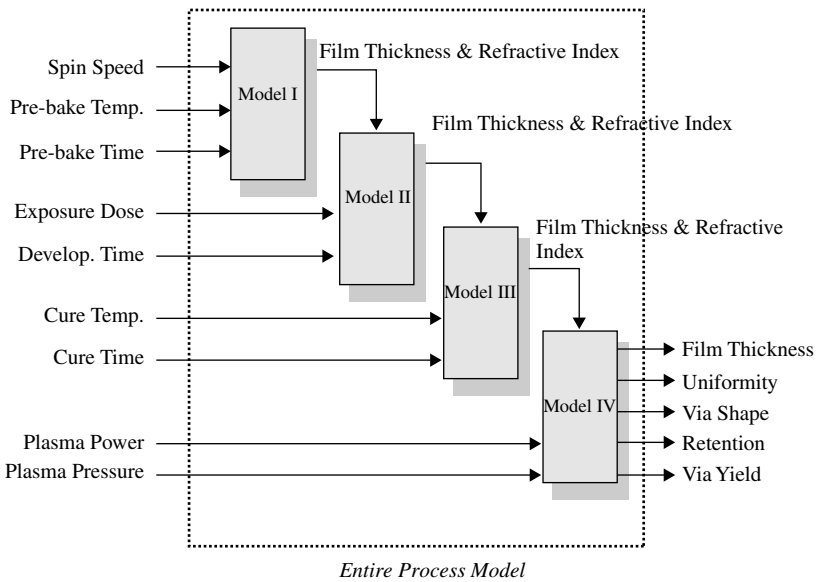 Film Thickness & Refractive Index
Spin Speed
Model I
Pre-bake Temp.
Film Thickness & Refractive Index
Pre-bake Time
Model II
Exposure Dose
Film Thickness & Refractive
Index
Develop. Time
Model III
Cure Temp.
Cure Time
Film Thickness
Uniformity
Model IV
Via Shape
Plasma Power
Retention
Plasma Pressure
Via Yield
Entire Process Model